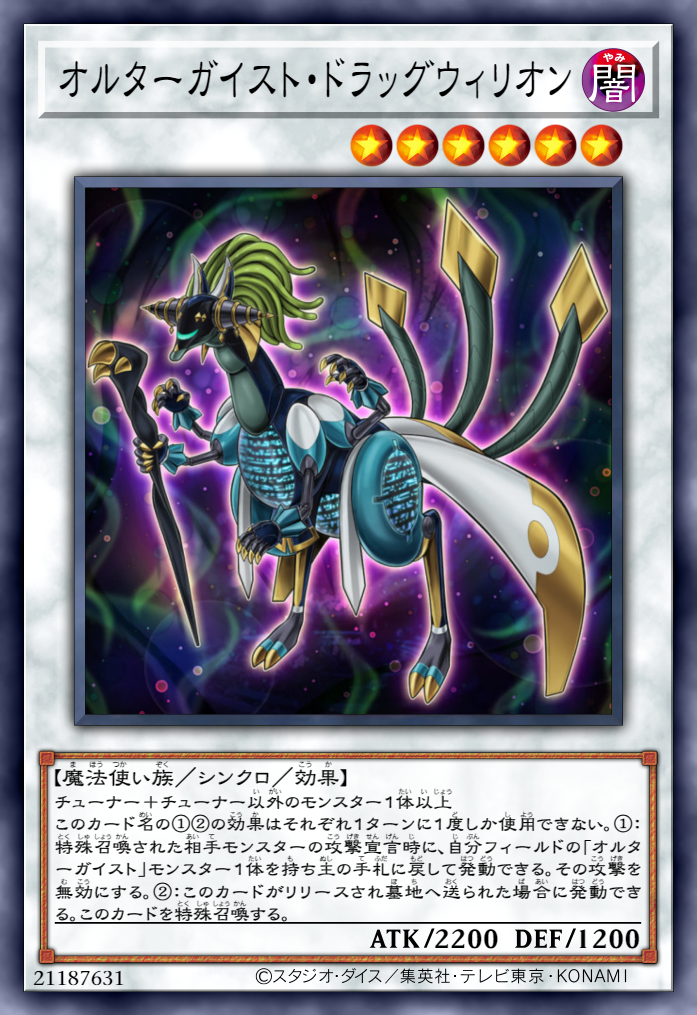 オルターガイスト・ドラッグウィリオン
やみ
闇
【魔法使い族／シンクロ／効果】
チューナー＋チューナー以外のモンスター1体以上
このカード名の①②の効果はそれぞれ1ターンに1度しか使用できない。①：
特殊召喚された相手モンスターの攻撃宣言時に、自分フィールドの「オルタ
ーガイスト」モンスター1体を持ち主の手札に戻して発動できる。その攻撃を
無効にする。②：このカードがリリースされ墓地へ送られた場合に発動でき
る。このカードを特殊召喚する。
ATK/2200 DEF/1200
21187631
©スタジオ・ダイス／集英社・テレビ東京・KONAMI